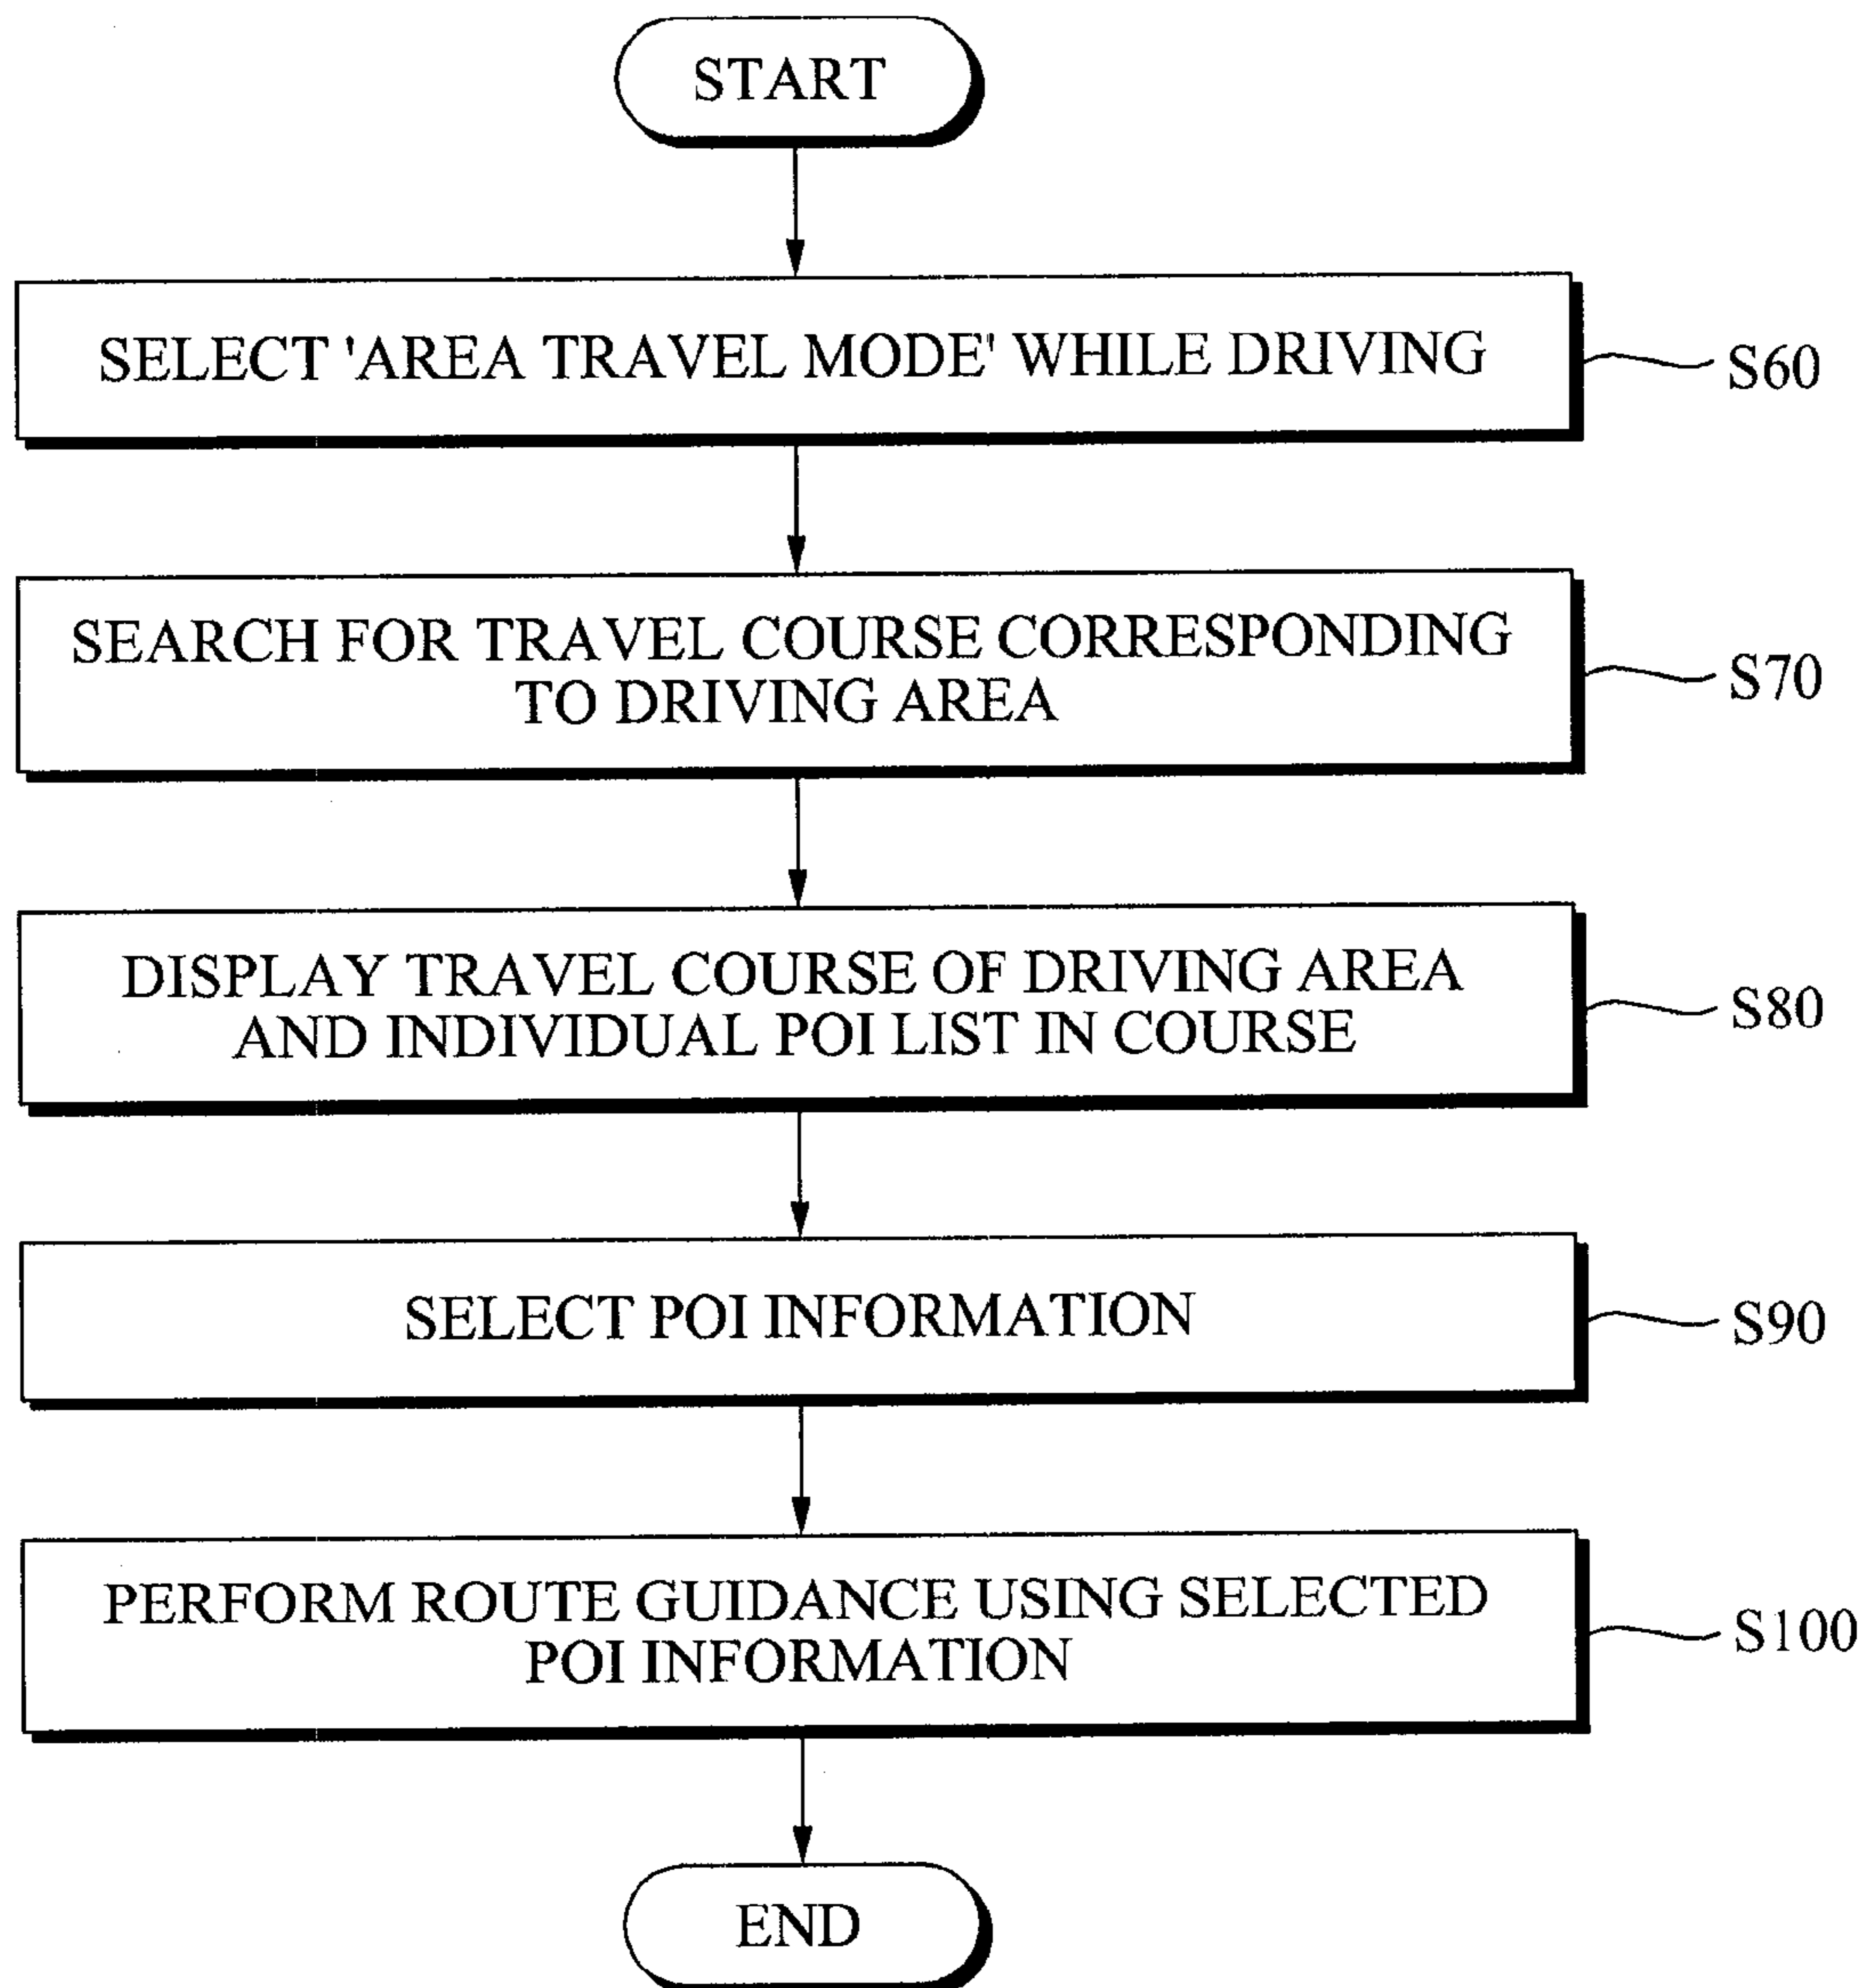 START
SELECT 'AREA TRAVEL MODE' WHILE DRIVING
S60
SEARCH FOR TRAVEL COURSE CORRESPONDING
TO DRIVING AREA
S70
DISPLAY TRAVEL COURSE OF DRIVING AREA
AND INDIVIDUAL POI LIST IN COURSE
S80
SELECT POI INFORMATION
S90
PERFORM ROUTE GUIDANCE USING SELECTED
POI INFORMATION
S100
END